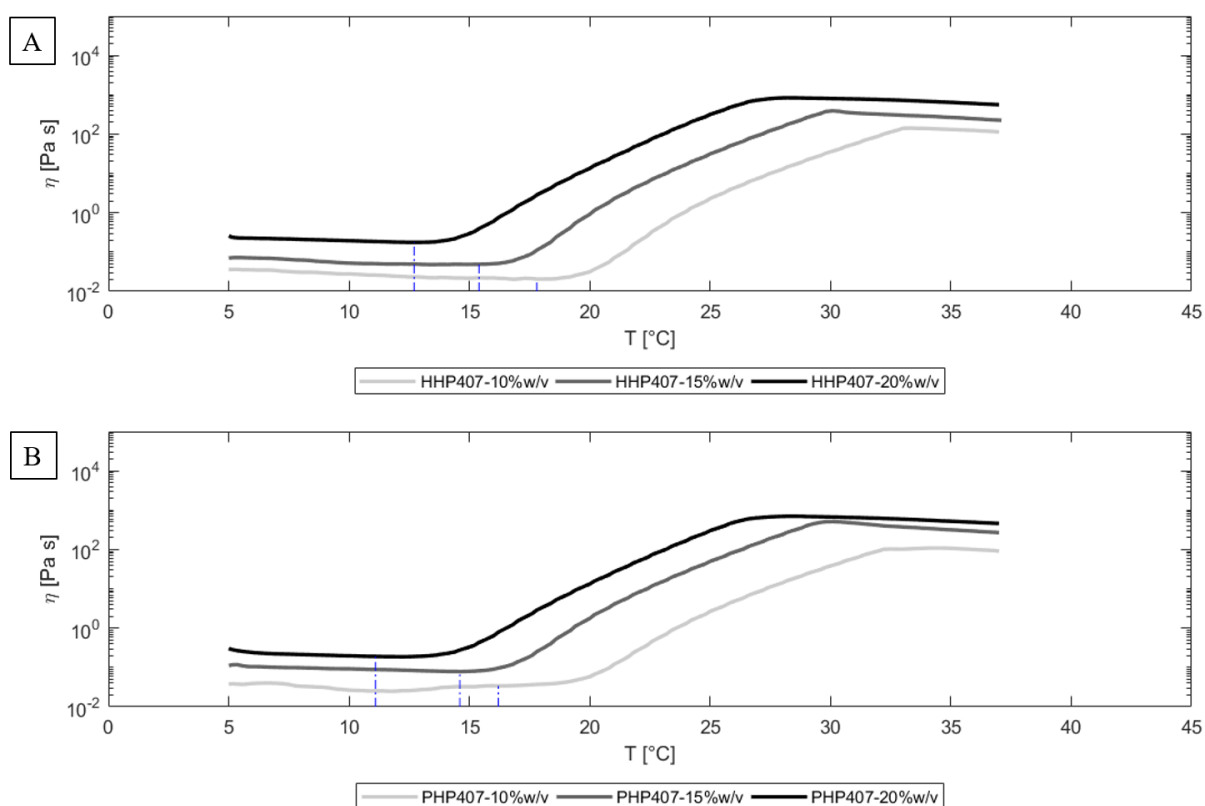 A
η [Pa s]
10^4
10^2
10^0
10^-2
0 5 10 15 20 25 30 35 40 45
T [°C]
HHP407-10%w/v HHP407-15%w/v HHP407-20%w/v
B
η [Pa s]
10^4
10^2
10^0
10^-2
0 5 10 15 20 25 30 35 40 45
T [°C]
PHP407-10%w/v PHP407-15%w/v PHP407-20%w/v